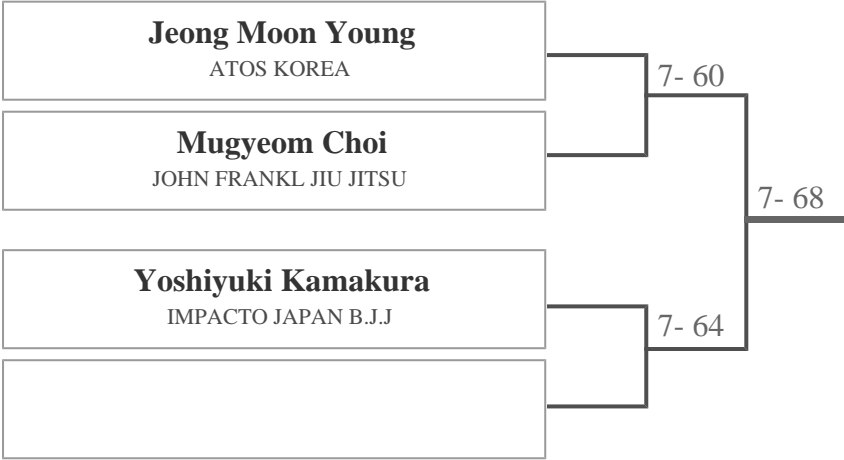 Jeong Moon Young
ATOS KOREA
7- 60
Mugyeom Choi
JOHN FRANKL JIU JITSU
7- 68
Yoshiyuki Kamakura
IMPACTO JAPAN B.J.J
7- 64